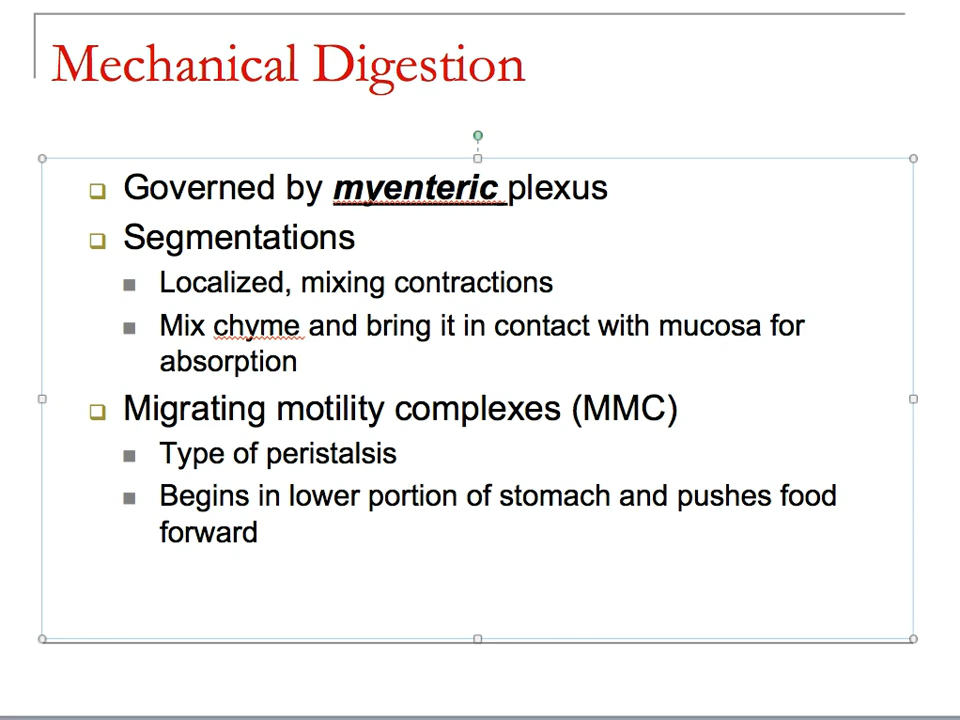 Mechanical Digestion
Governed by myenteric plexus
Segmentations
Localized, mixing contractions
Mix chyme and bring it in contact with mucosa for
absorption
Migrating motility complexes (MMC)
Type of peristalsis
Begins in lower portion of stomach and pushes food
forward